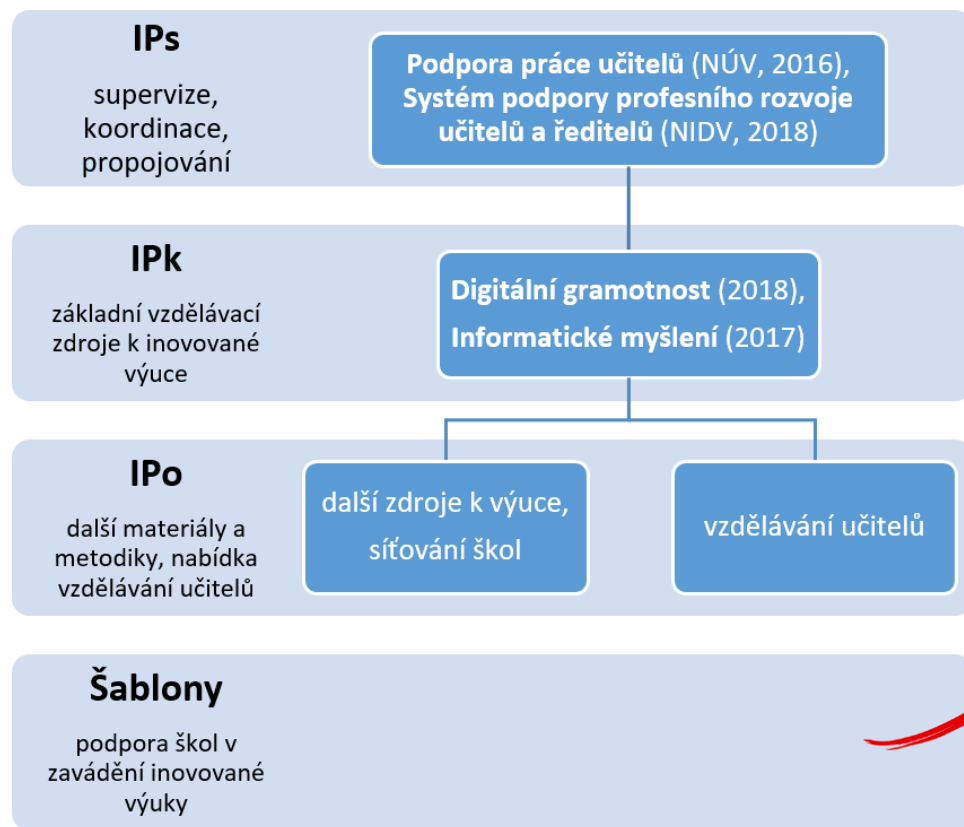 IPs
supervize,
koordinace,
propojování
Podpora práce učitelů (NÚV, 2016),
Systém podpory profesního rozvoje
učitelů a ředitelů (NIDV, 2018)
IPk
základní vzdělávací
zdroje k inovované
výuce
Digitální gramotnost (2018),
Informatické myšlení (2017)
IPo
další materiály a
metodiky, nabídka
vzdělávání učitelů
další zdroje k výuce,
síťování škol
vzdělávání učitelů
Šablony
podpora škol v
zavádění inovované
výuky